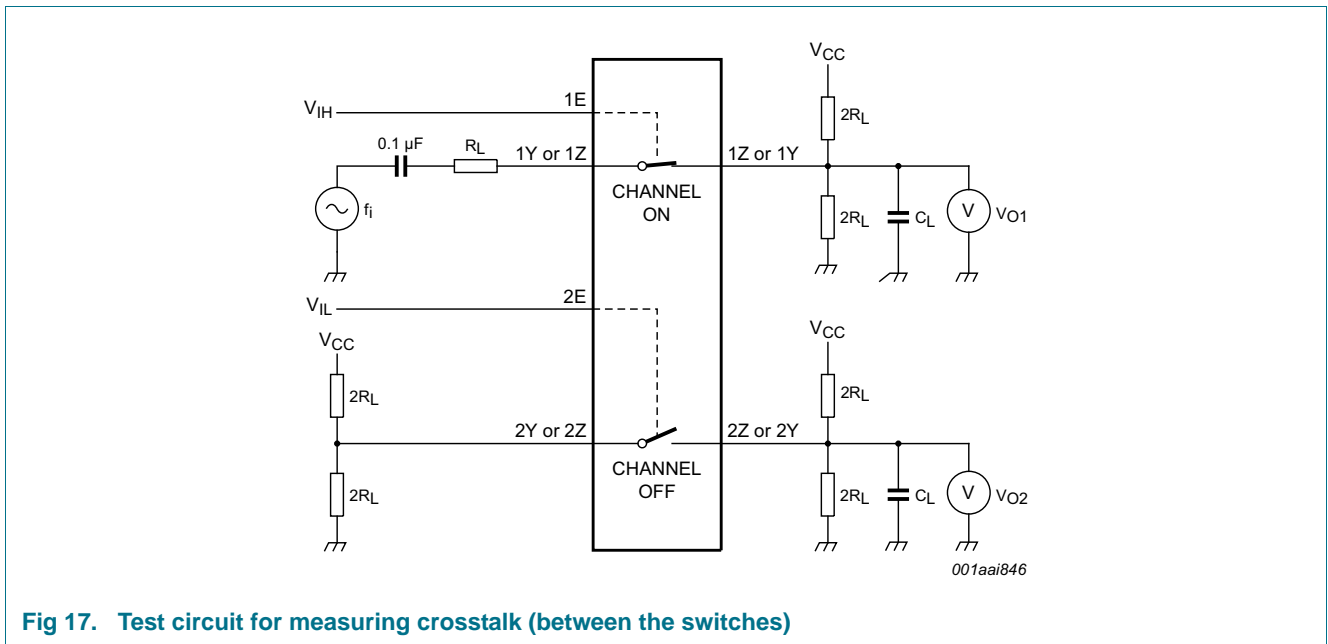 VCC
VIH
1E
2RL
0.1 µF
RL
1Y or 1Z
1Z or 1Y
CHANNEL
ON
fi
2RL
CL
V
VO1
VIL
2E
VCC
VCC
2RL
2RL
2Y or 2Z
2Z or 2Y
CHANNEL
OFF
2RL
2RL
CL
V
VO2
001aai846
Fig 17. Test circuit for measuring crosstalk (between the switches)